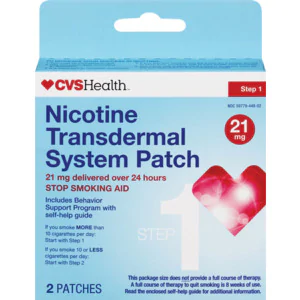 CVSHealth.
Step 1
Nicotine
Transdermal
System Patch
21
mg
21 mg delivered over 24 hours
STOP SMOKING AID
Includes Behavior
Support Program with
self-help guide
If you smoke MORE than
10 cigarettes per day:
Start with Step 1
If you smoke 10 or LESS
cigarettes per day:
Start with Step 2
STEP 1
This package size does not provide a full course of therapy.
A full course of therapy to quit smoking is 8 weeks of use.
Read the enclosed self-help guide for additional information.
2 PATCHES